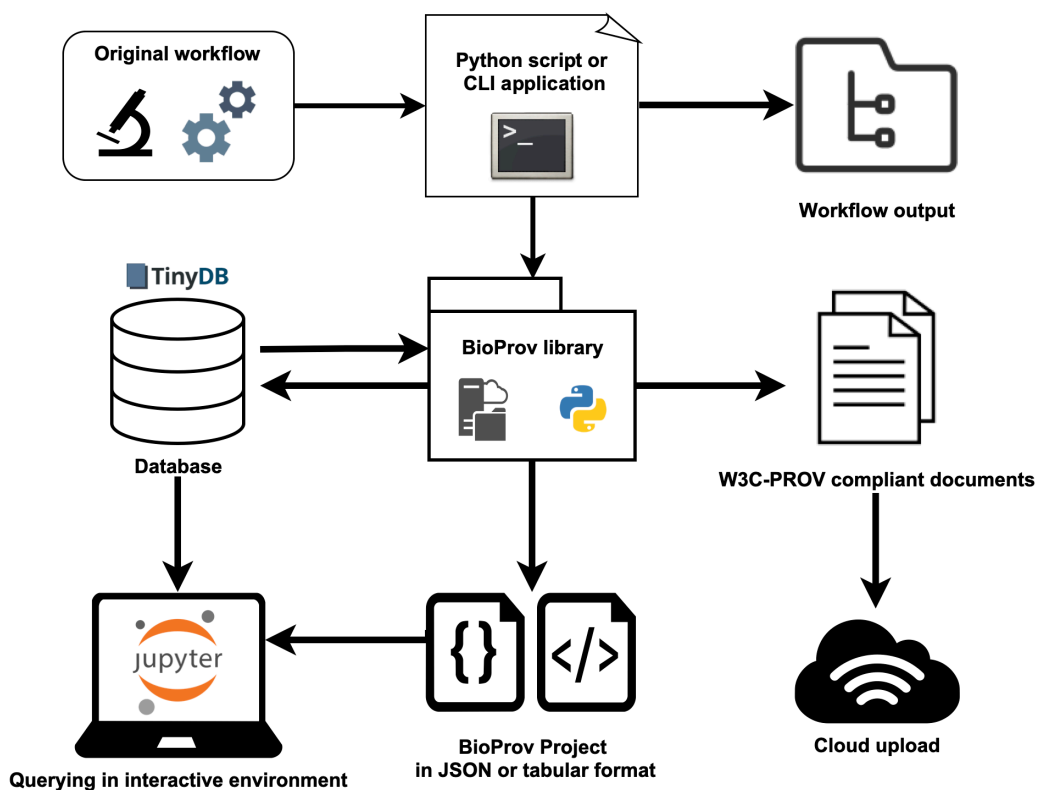 Original workflow
Python script or
CLI application
>_
Workflow output
TinyDB
BioProv library
Database
W3C-PROV compliant documents
jupyter
{}
</>
Querying in interactive environment
BioProv Project
in JSON or tabular format
Cloud upload